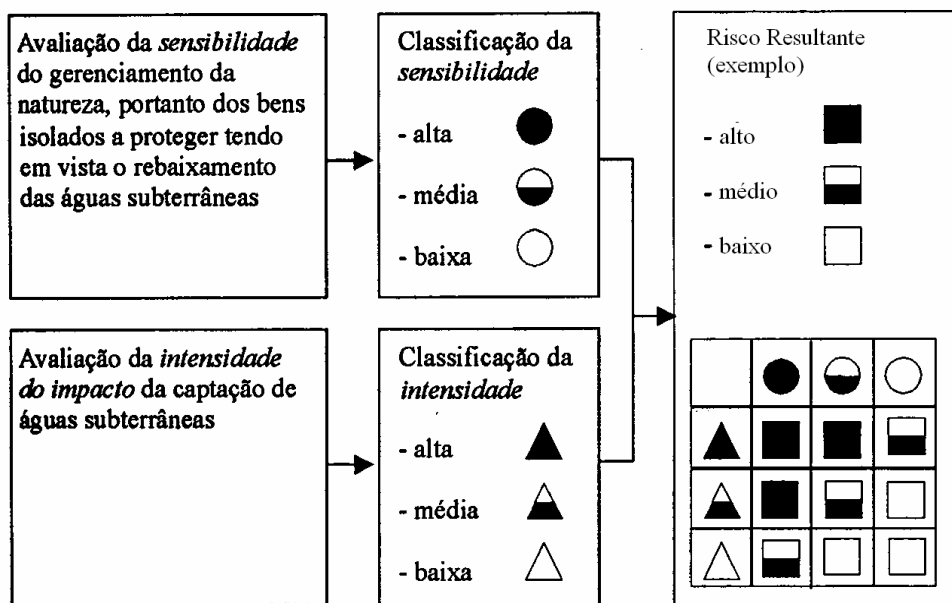 Avaliação da sensibilidade
do gerenciamento da
natureza, portanto dos bens
isolados a proteger tendo
em vista o rebaixamento
das águas subterrâneas
Classificação da
sensibilidade
- alta
- média
- baixa
Risco Resultante
(exemplo)
- alto
- médio
- baixo
Avaliação da intensidade
do impacto da captação de
águas subterrâneas
Classificação da
intensidade
- alta
- média
- baixa